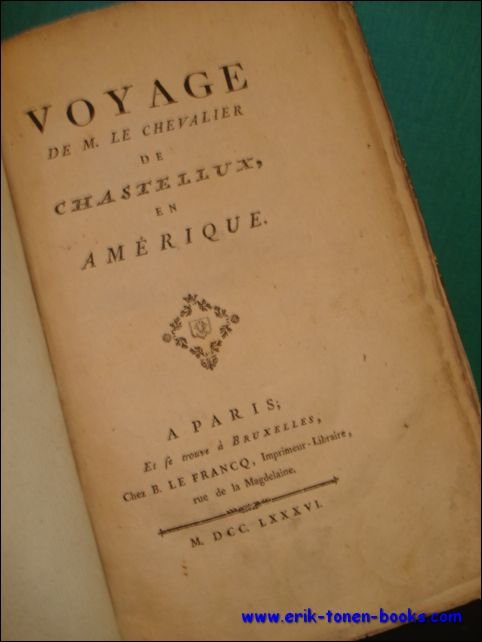 VOYAGE
DE M. LE CHEVALIER
DE
CHASTELLUX,
EN
AMÉRIQUE.
A PARIS;
Et se trouve à BRUXELLES,
Chez B. LE FRANCQ, Imprimeur-Libraire,
rue de la Magdelaine.
M. DCC. LXXXVI.
www.erik-tonen-books.com